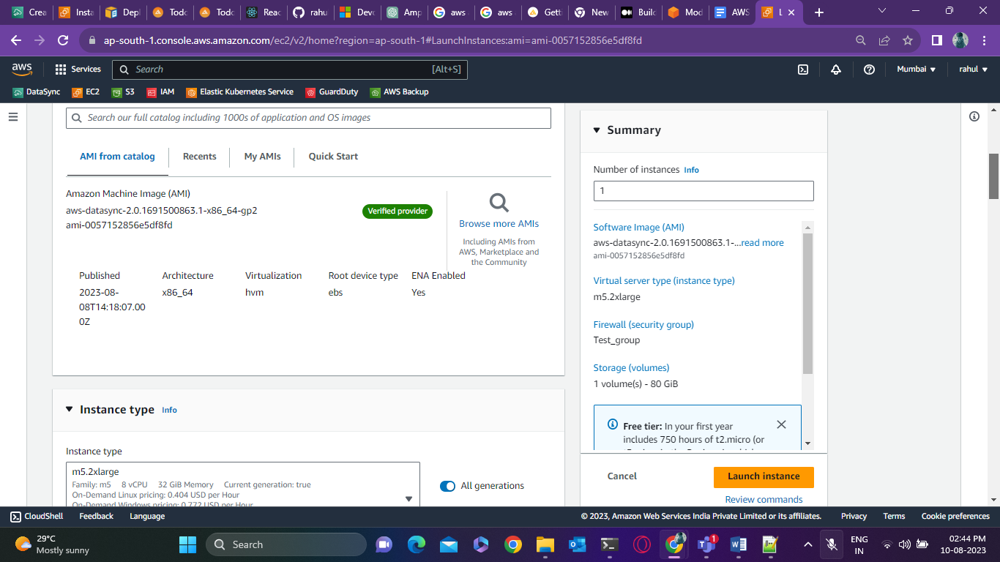 Crea
Insta
Depl
Todo
Todo
Reac
rahu
Devo
Amp
aws
aws
Getti
New
Build
Mod
AWS
L
ap-south-1.console.aws.amazon.com/ec2/v2/home?region=ap-south-1#LaunchInstances:ami=ami-0057152856e5df8fd
aws
Services
Search
[Alt+S]
Mumbai
rahul
DataSync
EC2
S3
IAM
Elastic Kubernetes Service
GuardDuty
AWS Backup
Search our full catalog including 1000s of application and OS images
AMI from catalog
Recents
My AMIs
Quick Start
Amazon Machine Image (AMI)
aws-datasync-2.0.1691500863.1-x86_64-gp2
ami-0057152856e5df8fd
Verified provider
Browse more AMIs
Including AMIs from
AWS, Marketplace and
the Community
Published
Architecture
Virtualization
Root device type
ENA Enabled
2023-08-
08T14:18:07.00
0Z
x86_64
hvm
ebs
Yes
Instance type
Info
Instance type
m5.2xlarge
Family: m5 8 vCPU 32 GiB Memory Current generation: true
On-Demand Linux pricing: 0.404 USD per Hour
On-Demand Windows pricing: 0.772 USD per Hour
All generations
Summary
Number of instances Info
1
Software Image (AMI)
aws-datasync-2.0.1691500863.1-...read more
ami-0057152856e5df8fd
Virtual server type (instance type)
m5.2xlarge
Firewall (security group)
Test_group
Storage (volumes)
1 volume(s) - 80 GiB
Free tier: In your first year
includes 750 hours of t2.micro (or
Cancel
Launch instance
Review commands
CloudShell
Feedback
Language
© 2023, Amazon Web Services India Private Limited or its affiliates.
Privacy
Terms
Cookie preferences
29°C
Mostly sunny
Search
1
ENG
IN
02:44 PM
10-08-2023